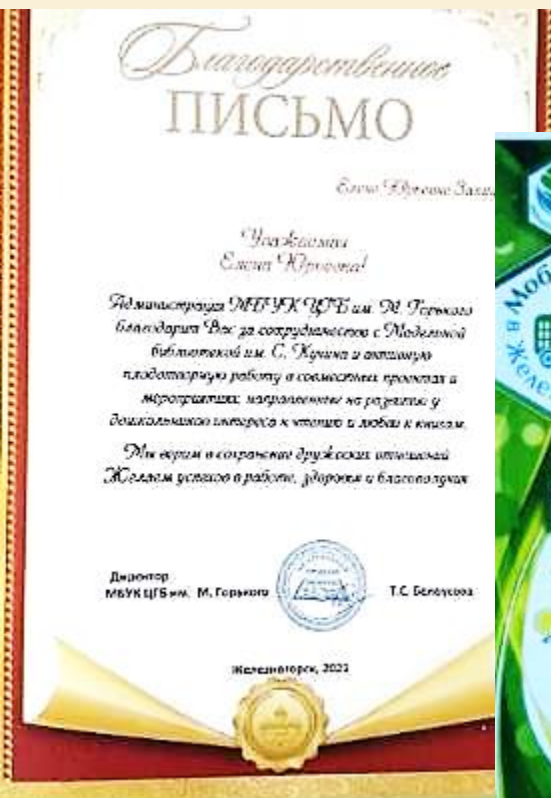 Благодарственное
ПИСЬМО
Елене Юрьевне
Уважаемая
Елена Юрьевна!
Администрация МБУК ЦГБ им. М. Горького
благодарит Вас за сотрудничество с Модельной
библиотекой им. С. и активную
плодотворную работу в совместных проектах и
мероприятиях, направленных на развитие у
дошкольников интереса к чтению и любви к книгам.
Мы верим в сохранение дружеских отношений
Желаем успехов в работе, здоровья и благополучия
Директор
МБУК ЦГБ им. М. Горького
Т.С. Белоусова
Железногорск,
в